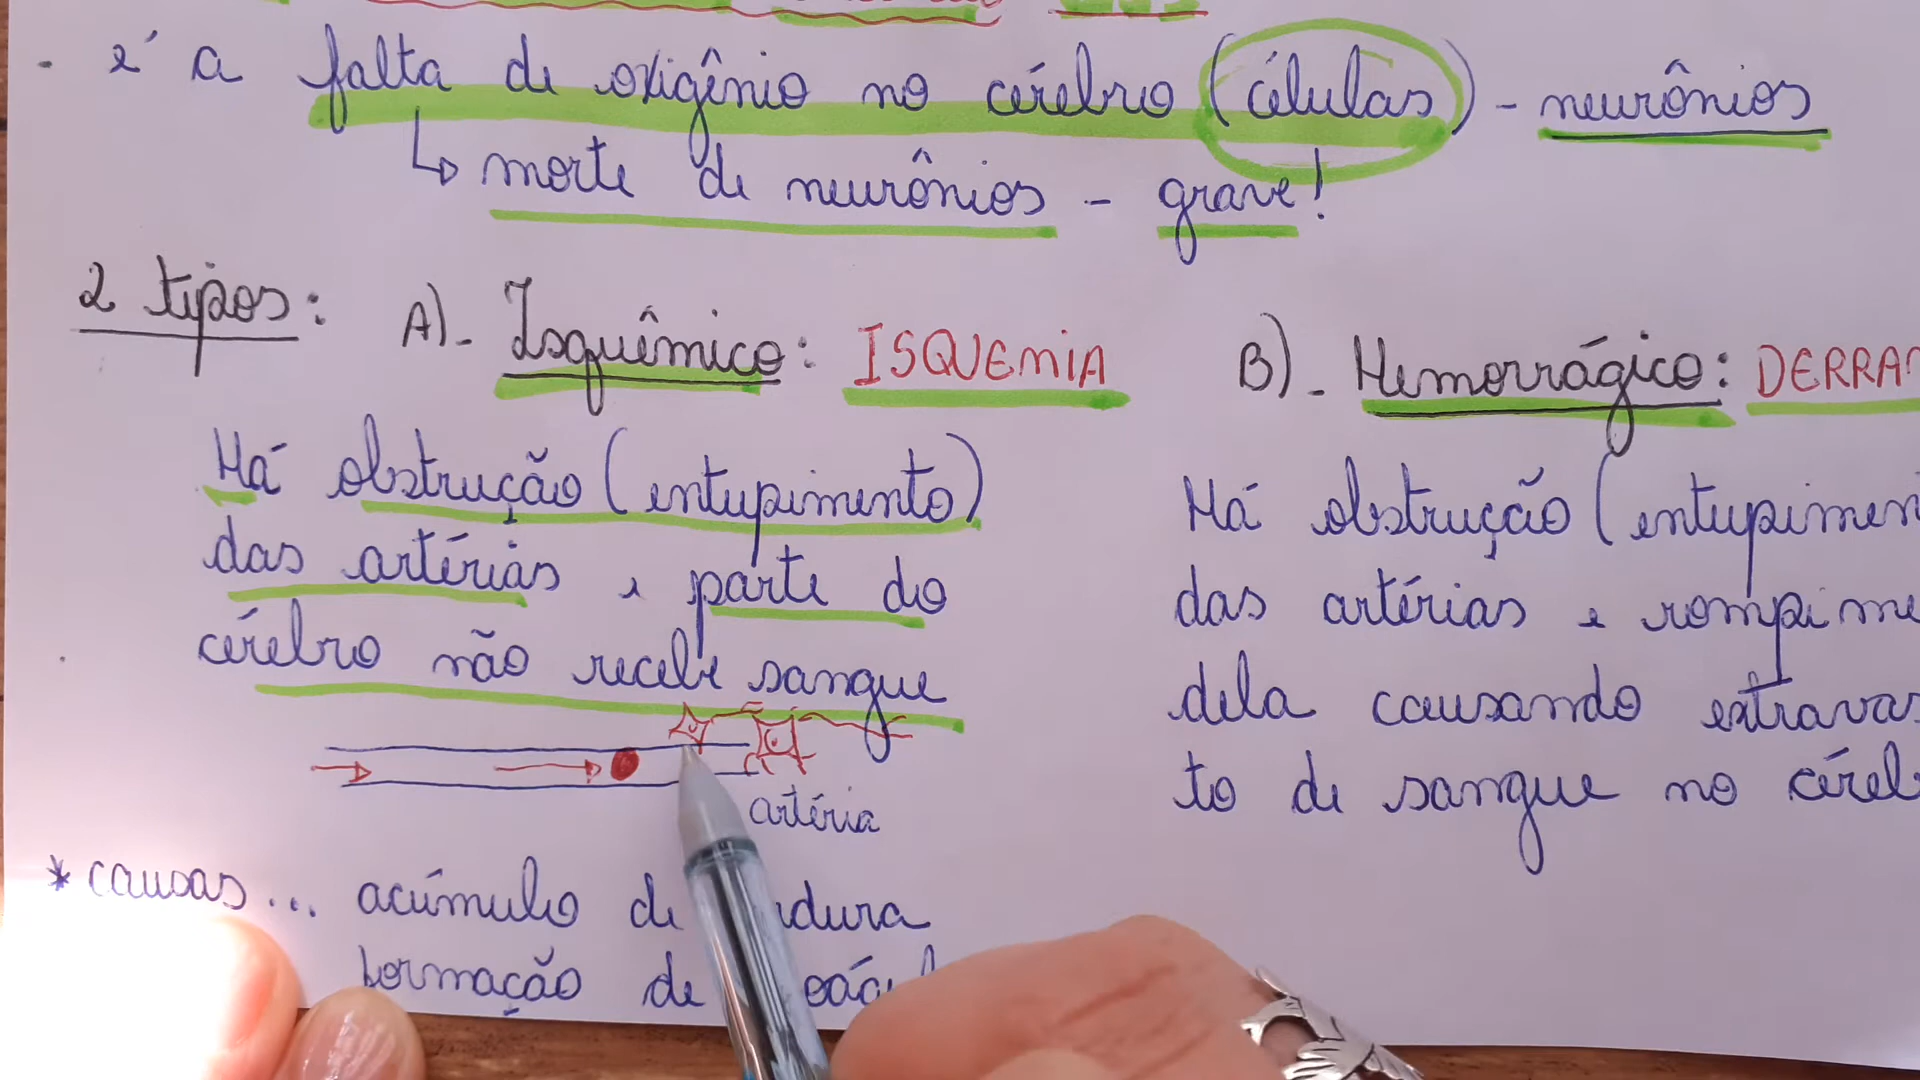 - é a falta de oxigênio no cérebro (células) - neurônios
↳ morte de neurônios - grave!
2 tipos: A)- Isquêmico: ISQUEMIA
Há obstrução (entupimento)
das artérias e parte do
cérebro não recebe sangue
artéria
* causas... acúmulo de
formação de
B)- Hemorrágico: DERRA
Há obstrução (entupimen
das artérias e rompime
dela causando extravas
to de sangue no céreb